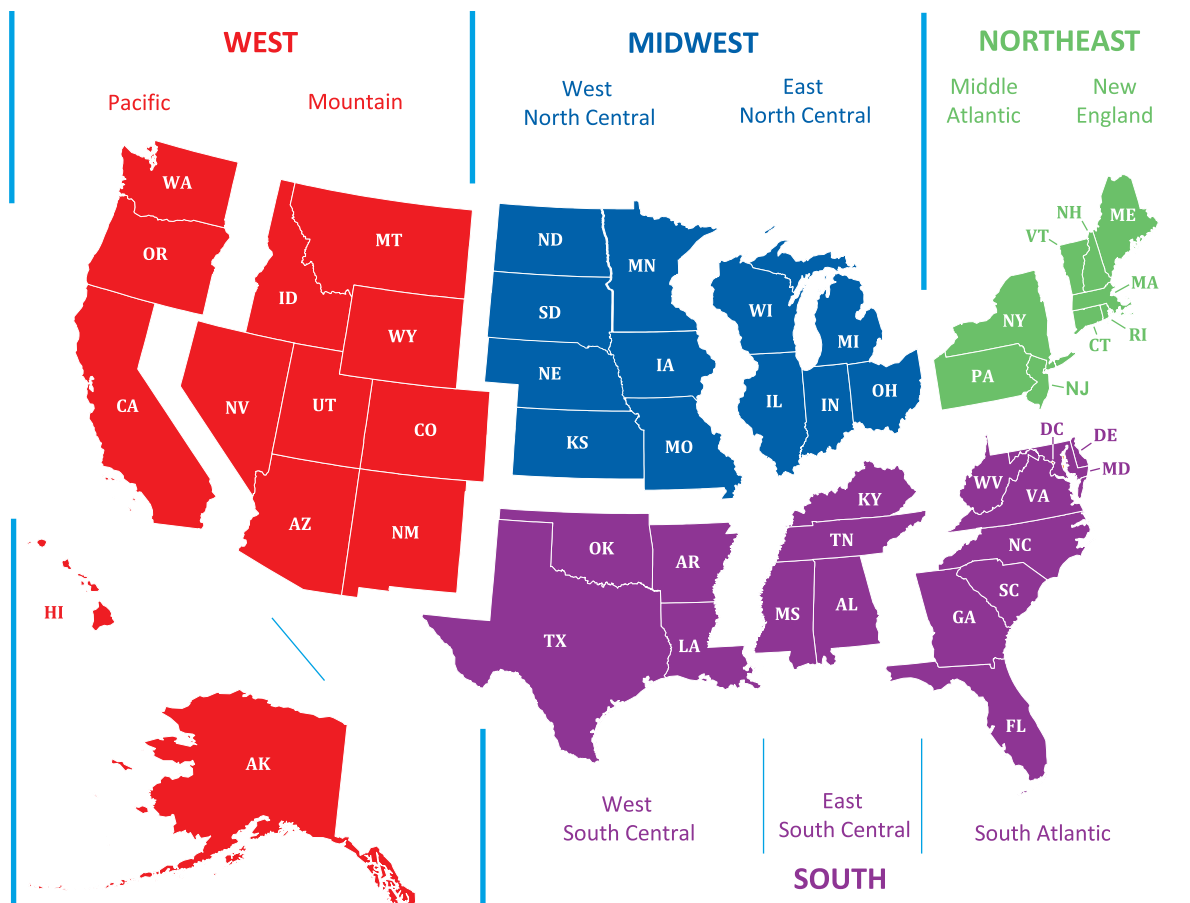 WEST
MIDWEST
NORTHEAST
Pacific
Mountain
West
North Central
East
North Central
Middle
Atlantic
New
England
WA
OR
CA
HI
AK
MT
ID
WY
NV
UT
CO
AZ
NM
ND
SD
NE
KS
MN
IA
MO
WI
MI
IL
IN
OH
NH
ME
VT
MA
NY
RI
CT
PA
NJ
OK
AR
TX
LA
KY
TN
MS
AL
DC
DE
MD
WV
VA
NC
SC
GA
FL
West
South Central
East
South Central
South Atlantic
SOUTH